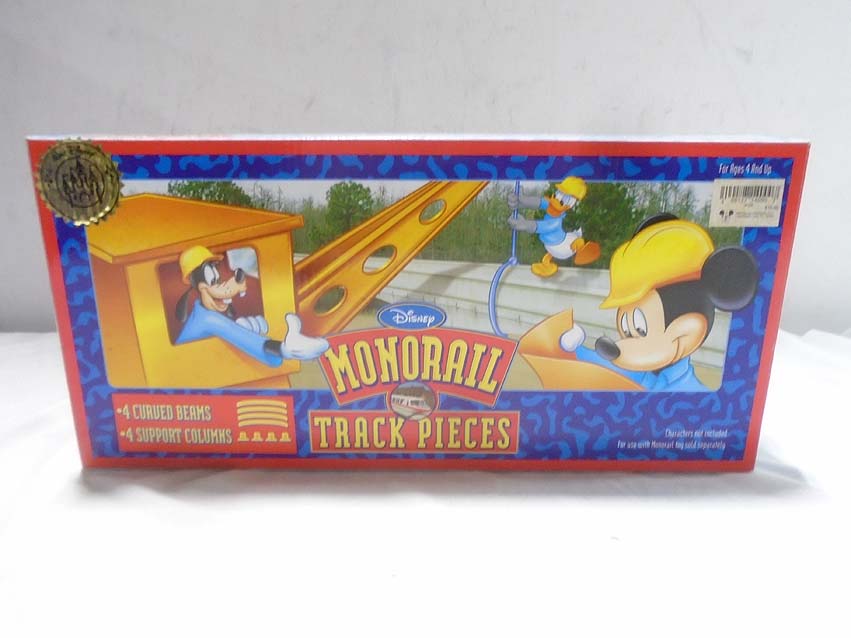 For Ages 4 And Up
Disney
MONORAIL
TRACK PIECES
•4 CURVED BEAMS
•4 SUPPORT COLUMNS
Characters not included.
For use with Monorail toy sold separately